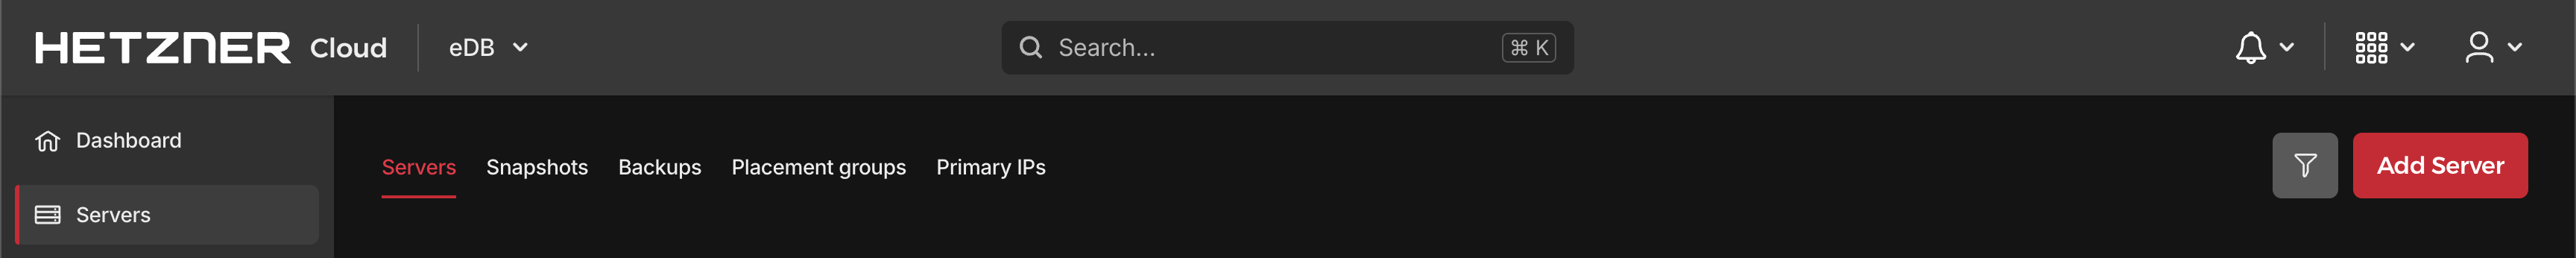 HETZNER Cloud eDB
Search... ⌘ K
Dashboard
Servers
Servers Snapshots Backups Placement groups Primary IPs
Add Server